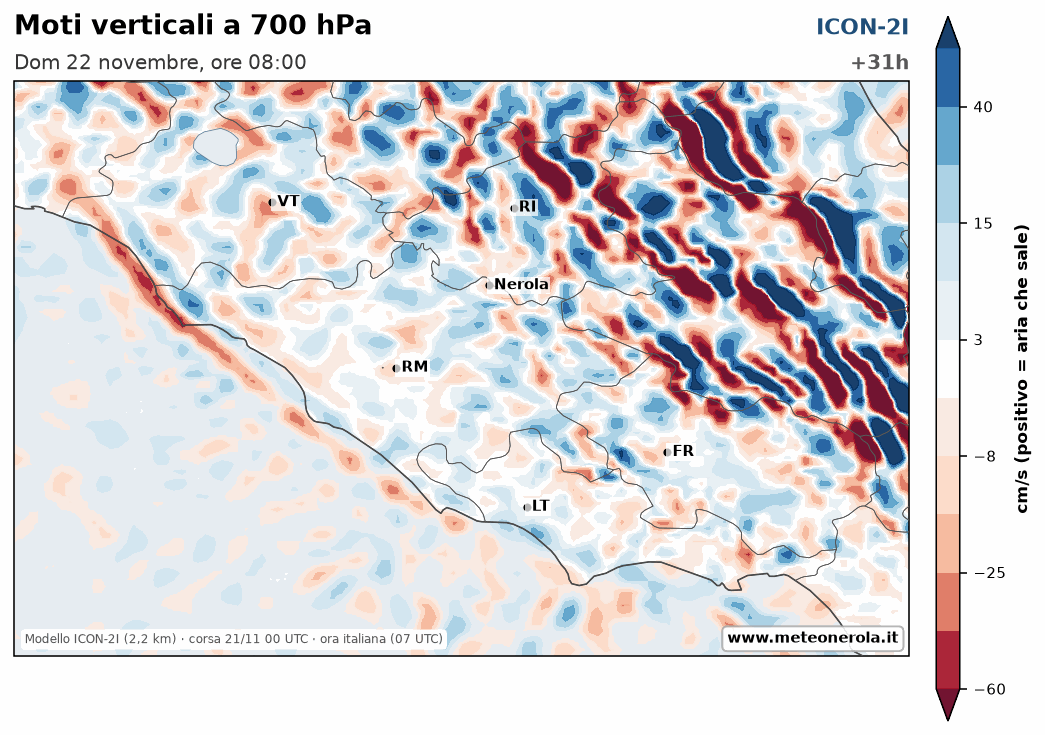 Moti verticali a 700 hPa
ICON-2I
Dom 22 novembre, ore 08:00
+31h
VT
RI
Nerola
RM
FR
LT
Modello ICON-2I (2,2 km) · corsa 21/11 00 UTC · ora italiana (07 UTC)
www.meteonerola.it
40
15
3
−8
−25
−60
cm/s (positivo = aria che sale)